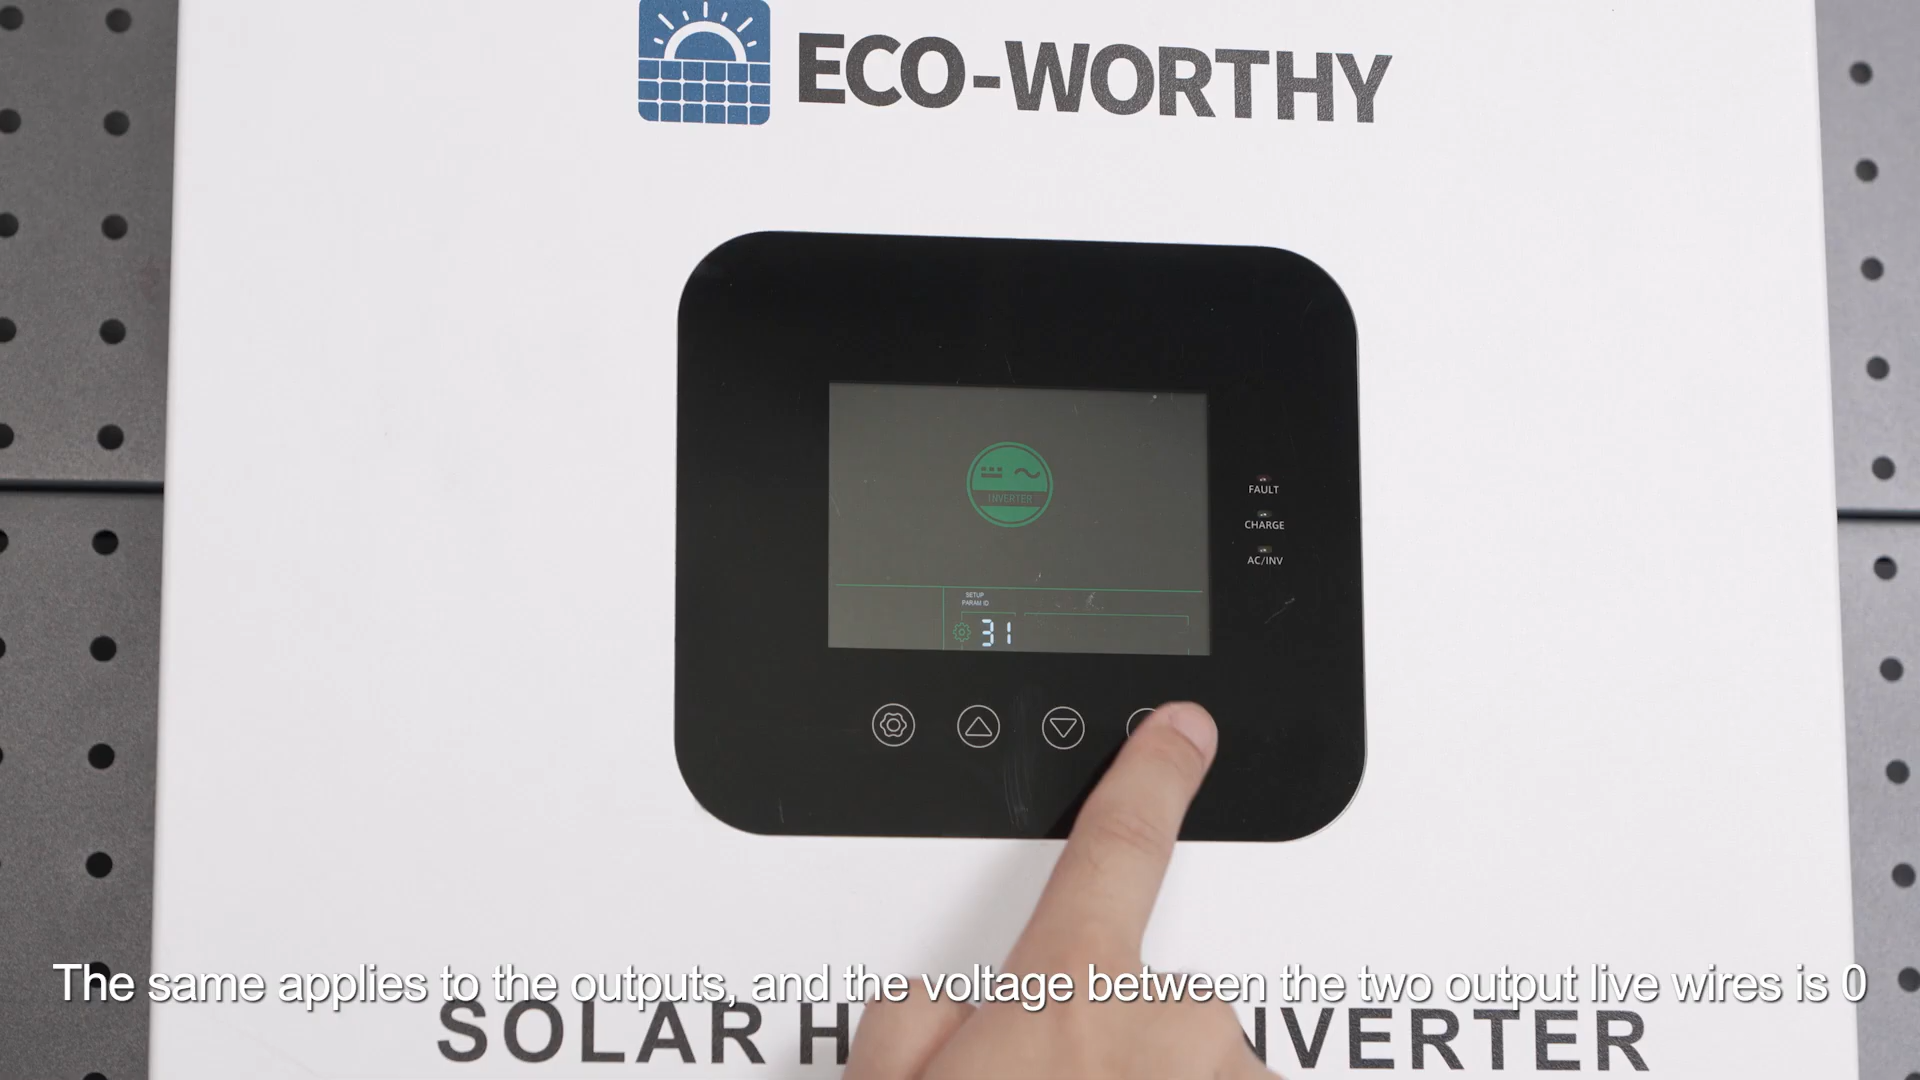 ECO-WORTHY
INVERTER
FAULT
CHARGE
AC/INV
SETUP
PARAM ID
31
The same applies to the outputs, and the voltage between the two output live wires is 0
SOLAR H NVERTER